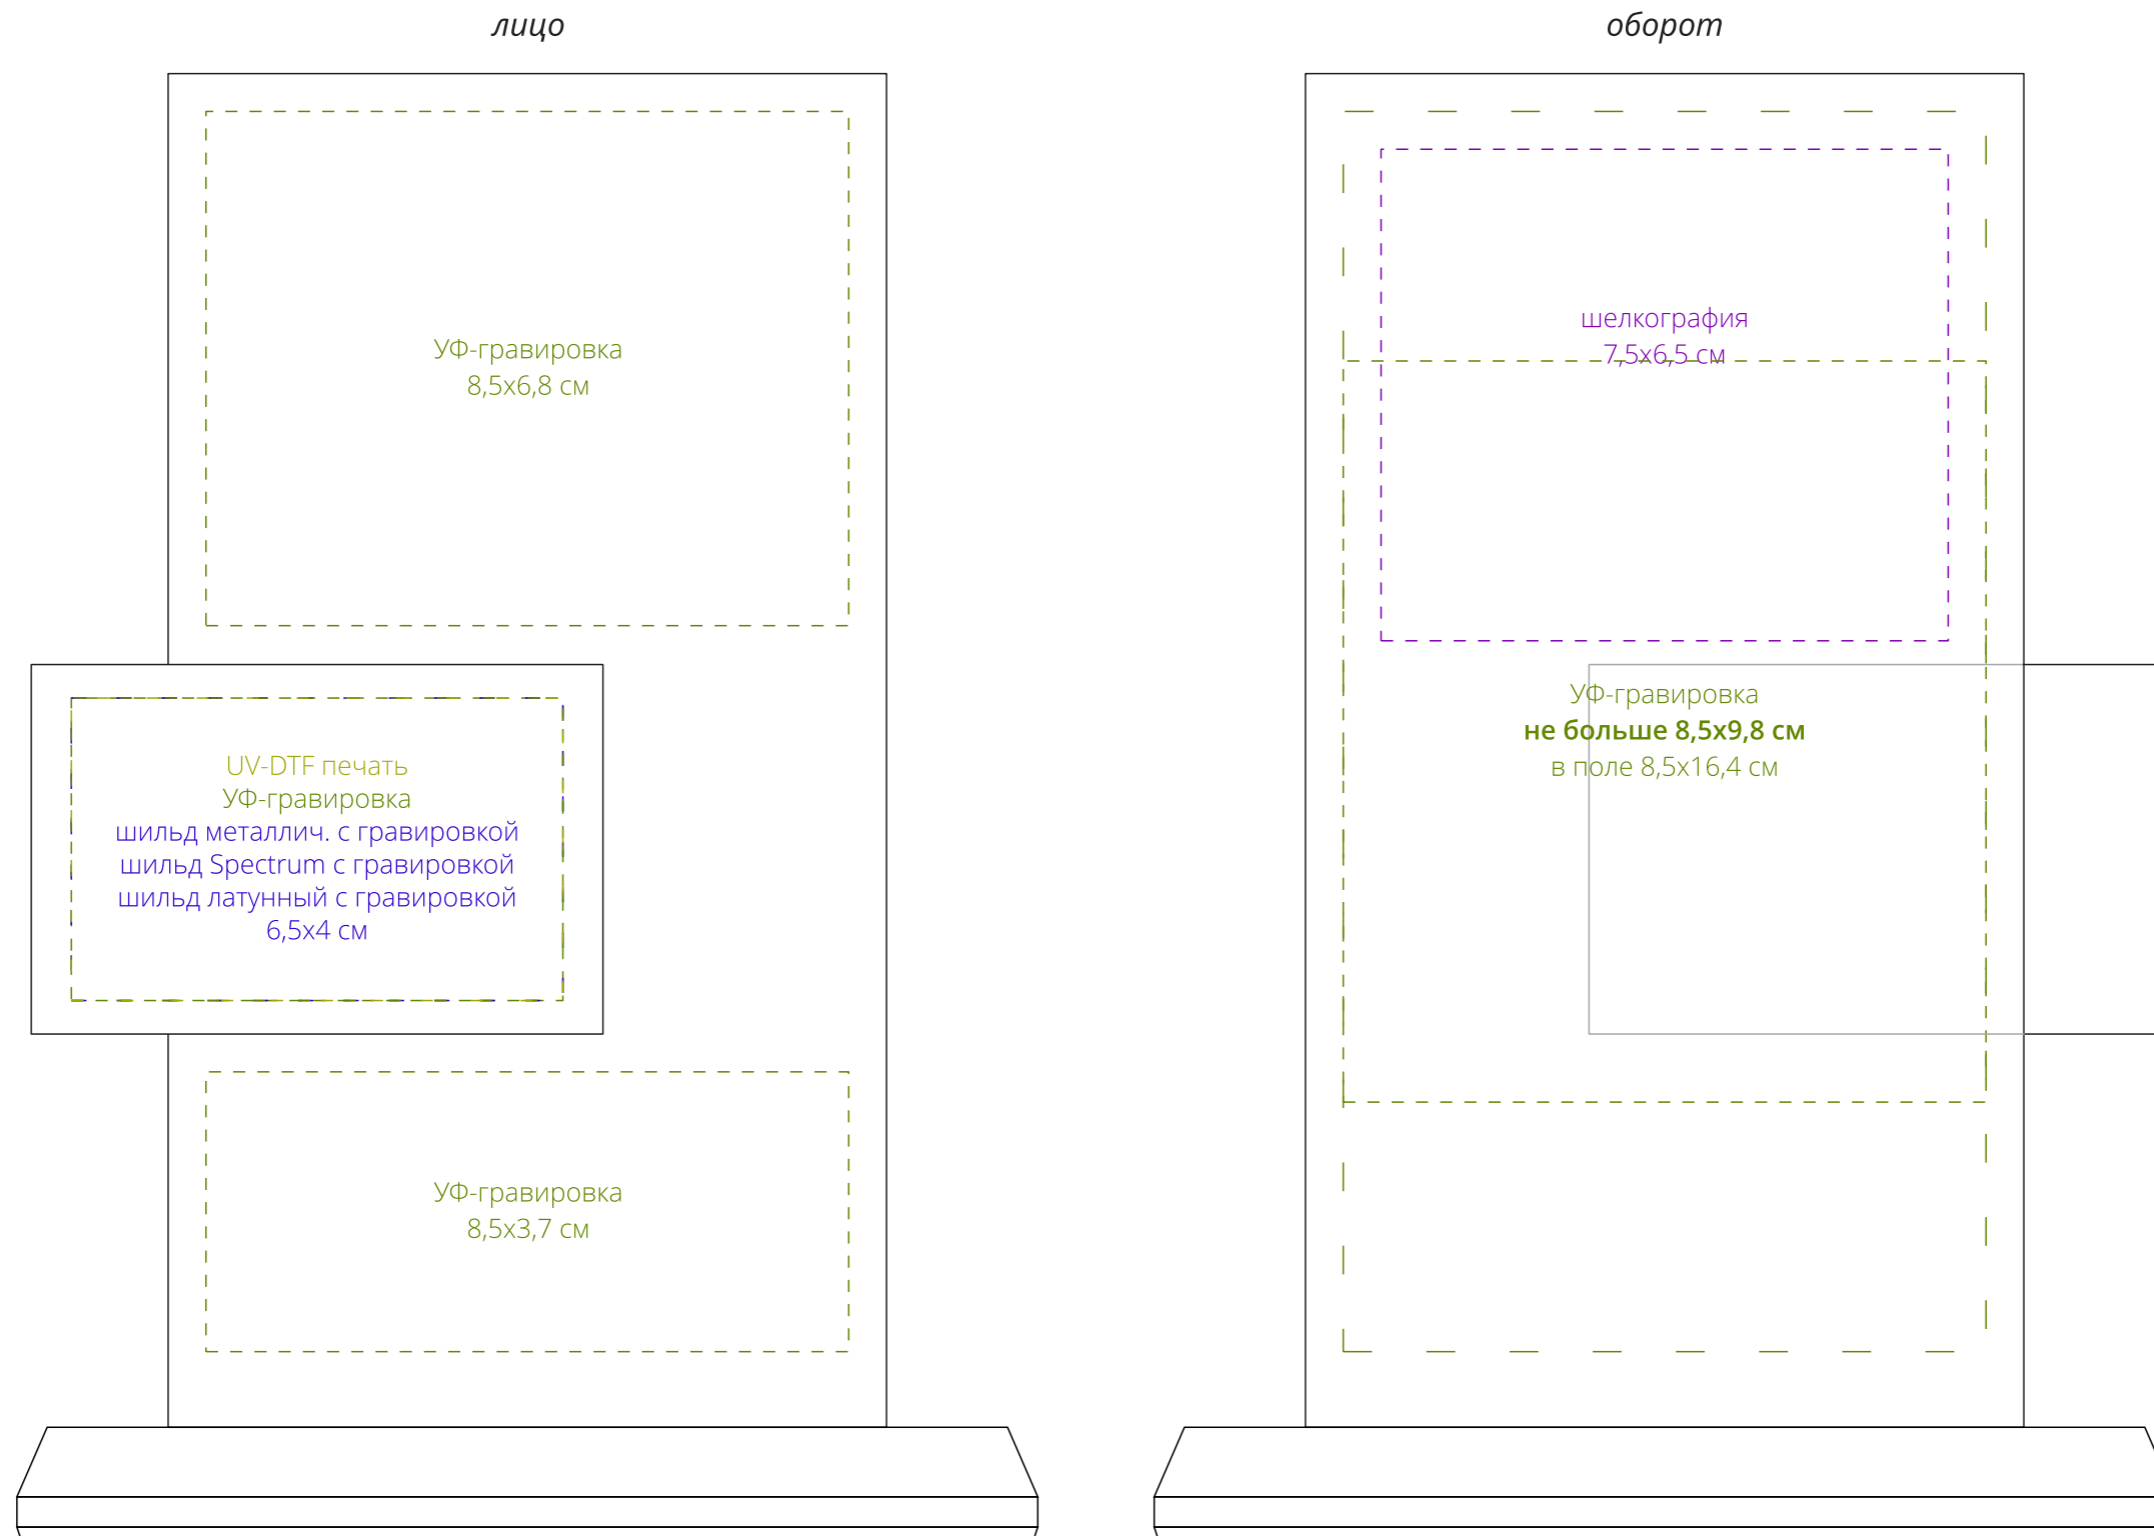 лицо
УФ-гравировка
8,5х6,8 см
UV-DTF печать
УФ-гравировка
шильд металлич. с гравировкой
шильд Spectrum с гравировкой
шильд латунный с гравировкой
6,5х4 см
УФ-гравировка
8,5х3,7 см
оборот
шелкография
7,5х6,5 см
УФ-гравировка
не больше 8,5х9,8 см
в поле 8,5х16,4 см